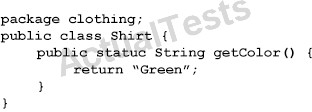 package clothing;
public class Shirt {
    public statuc String getColor() {
        return “Green”;
    }
}
ActualTests